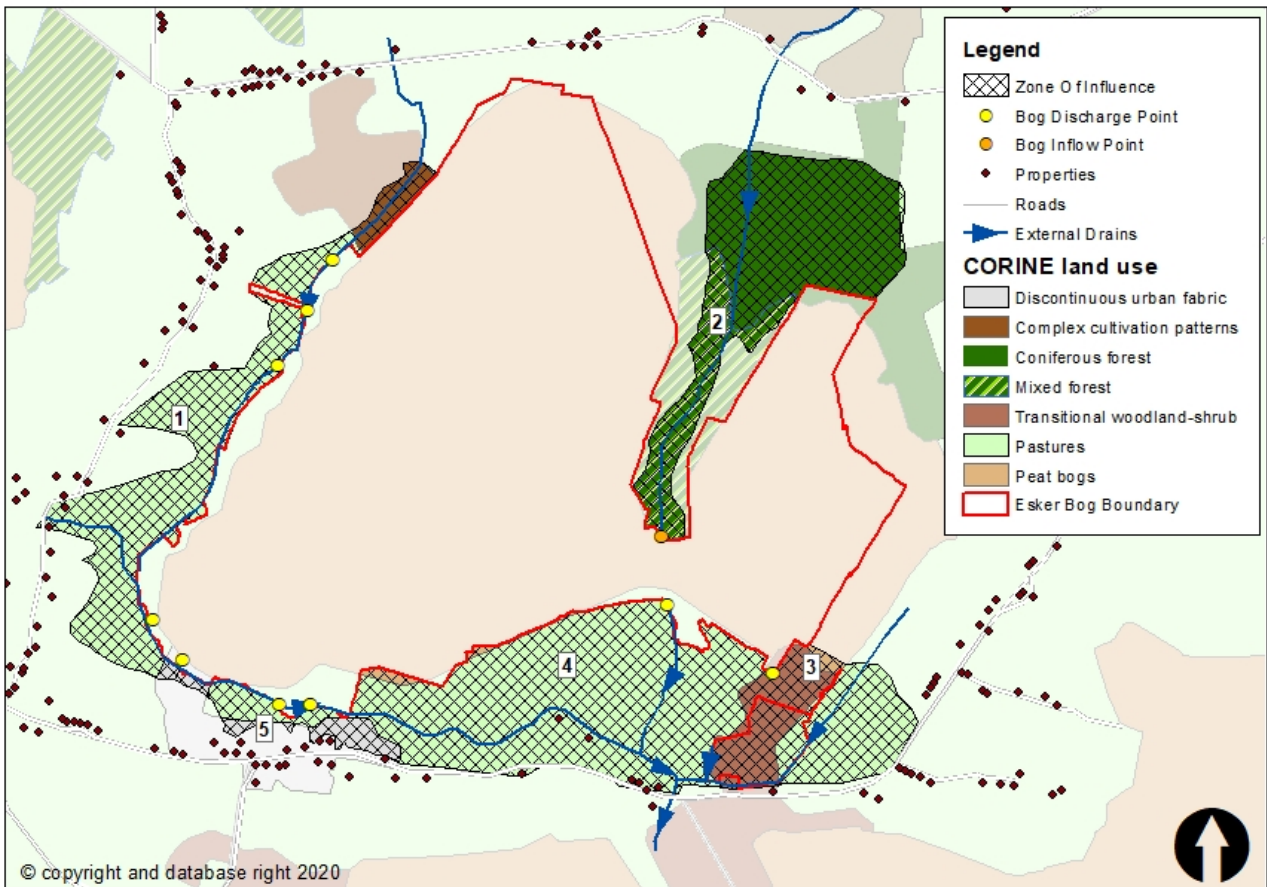 Legend
Zone Of Influence
Bog Discharge Point
Bog Inflow Point
Properties
Roads
External Drains
CORINE land use
Discontinuous urban fabric
Complex cultivation patterns
Coniferous forest
Mixed forest
Transitional woodland-shrub
Pastures
Peat bogs
Esker Bog Boundary
2
1
3
4
5
© copyright and database right 2020